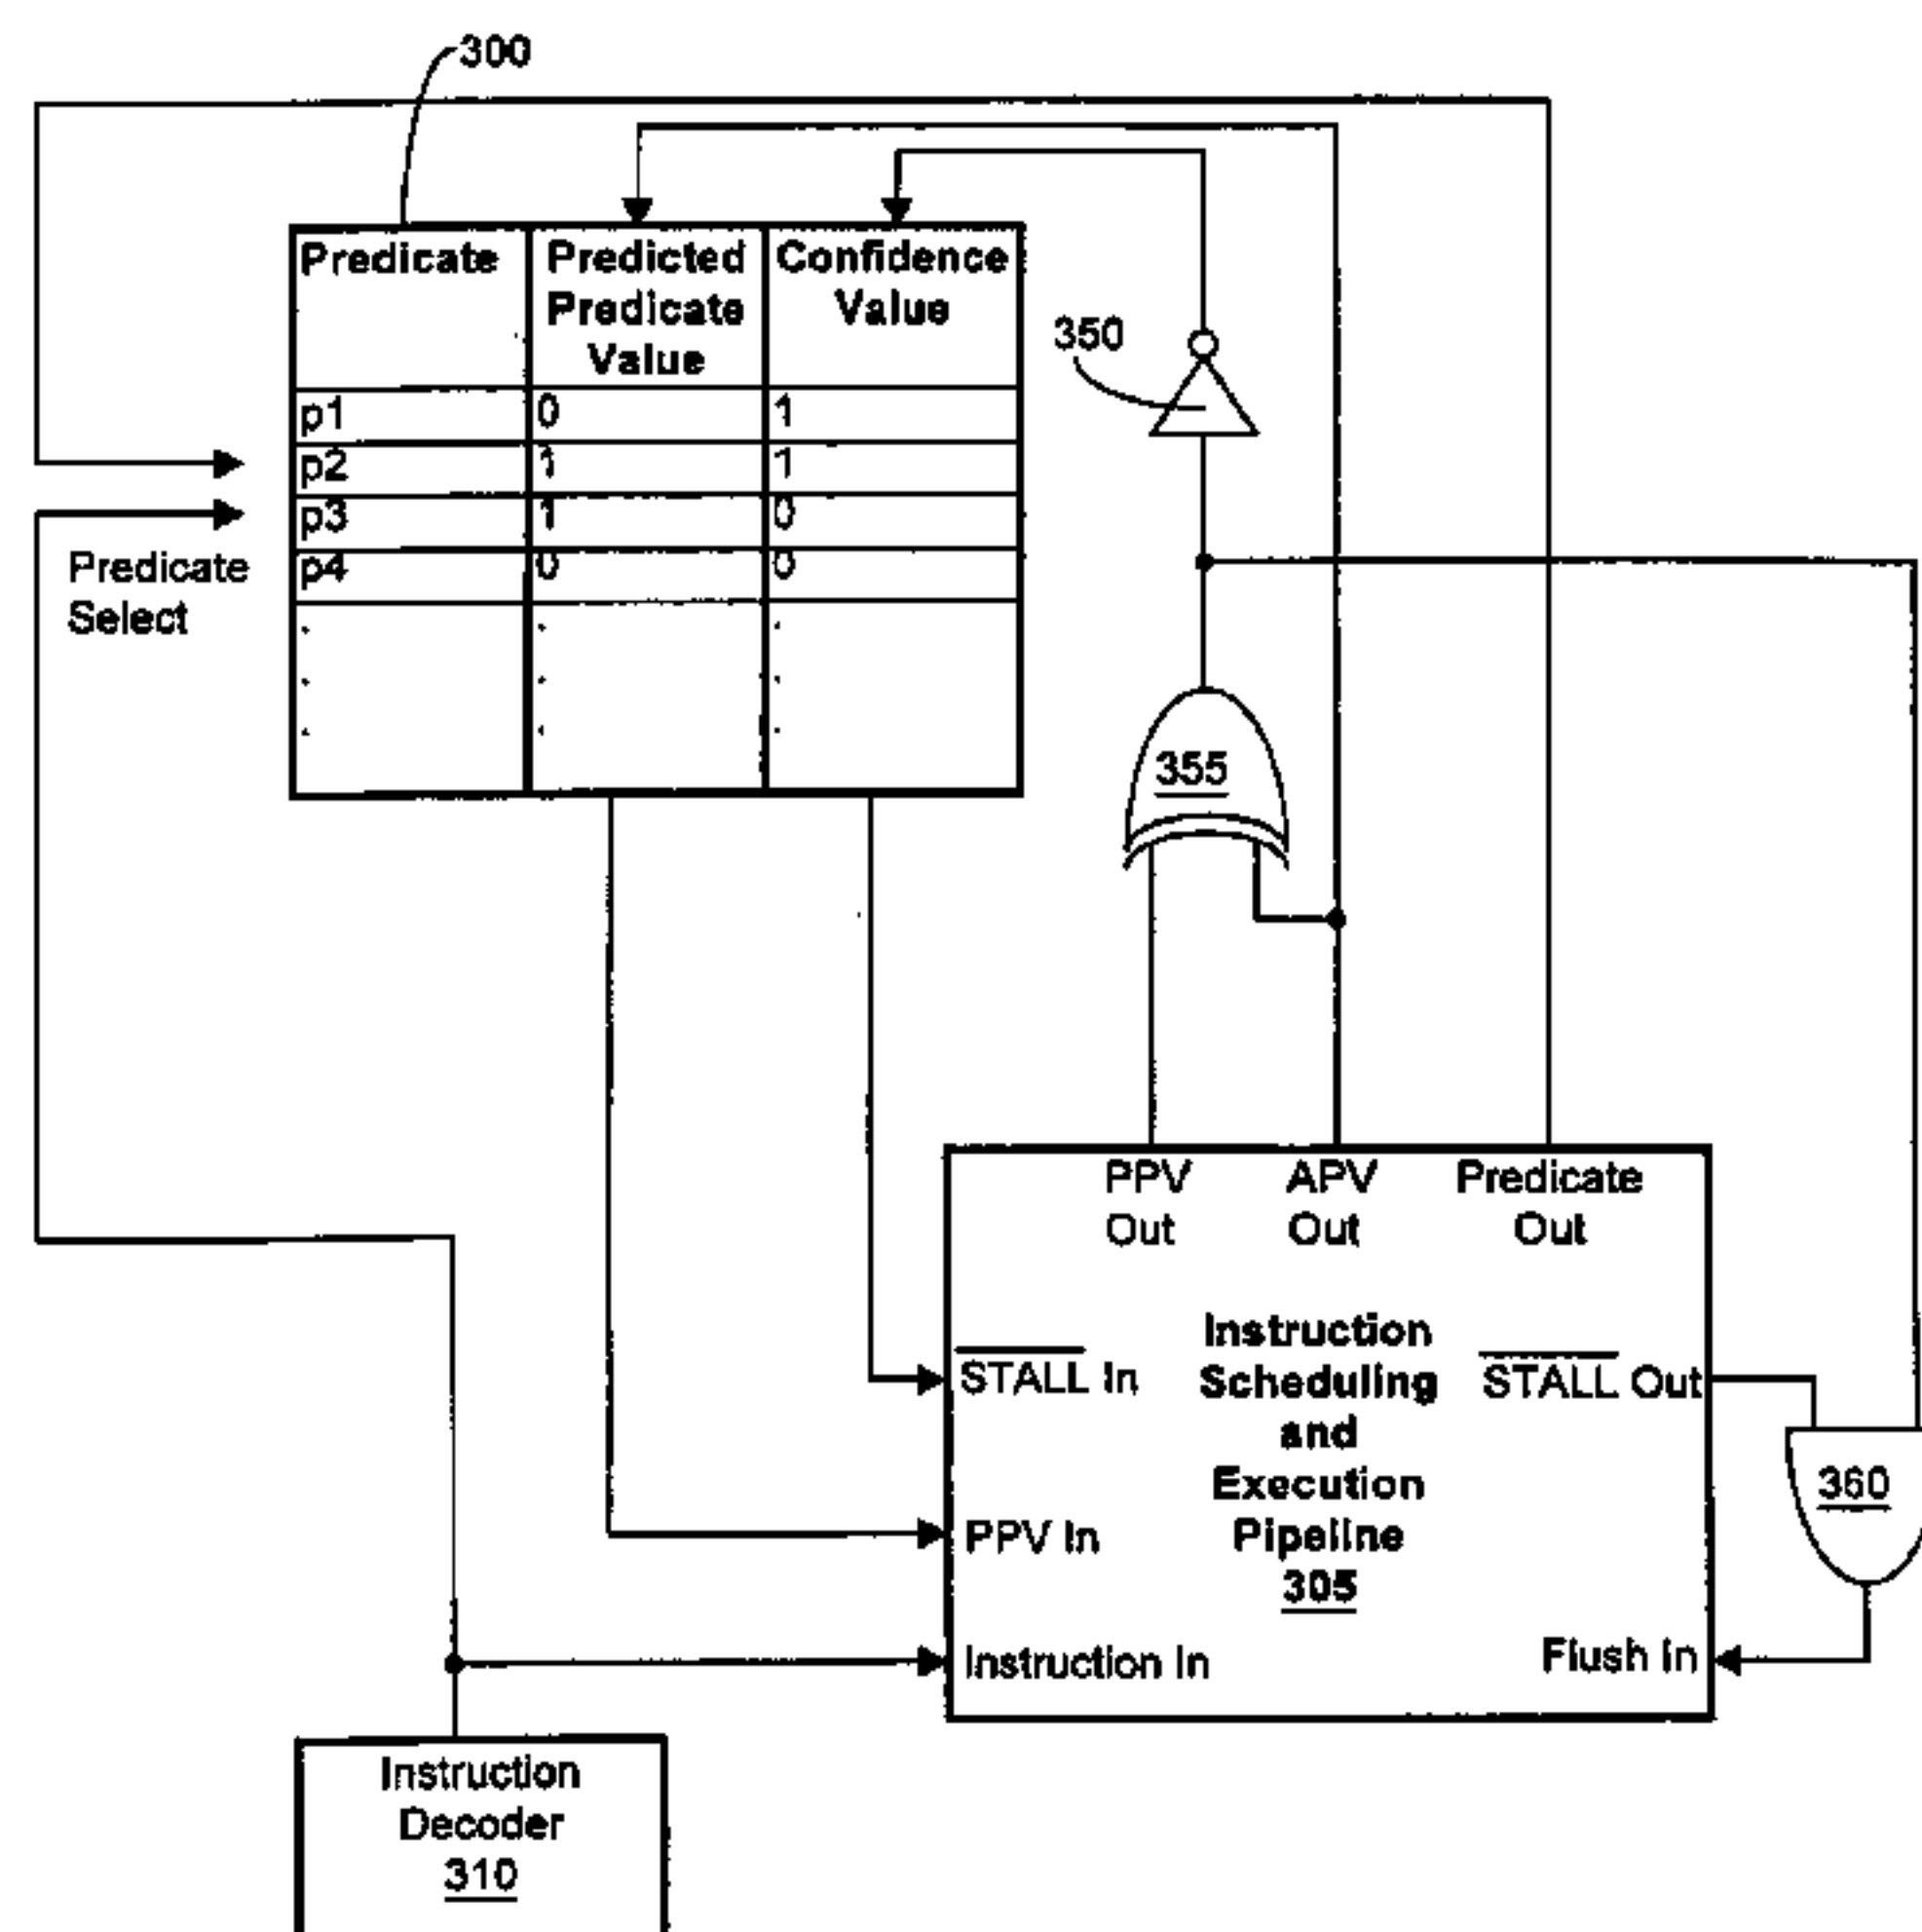 300
Predicate Predicted Confidence
Predicate Value
Value
350
p1 0 1
p2 1 1
p3 1 0
p4 0 0
Predicate
Select
355
PPV APV Predicate
Out Out Out
Instruction
STALL In Scheduling STALL Out
and
Execution
360
PPV In Pipeline
305
Instruction In Flush In
Instruction
Decoder
310